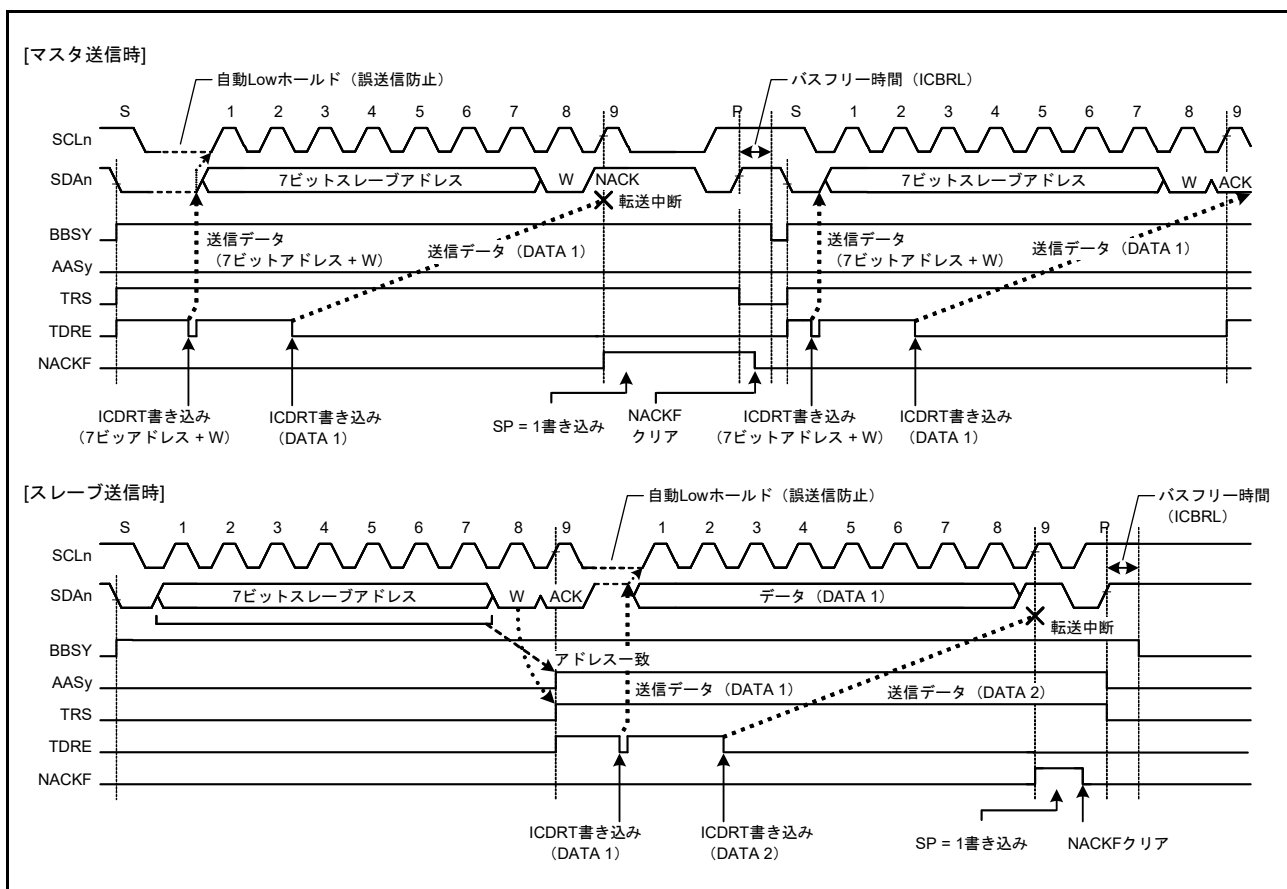 [マスタ送信時]
自動Lowホールド（誤送信防止）
バスフリー時間（ICBRL）
S 1 2 3 4 5 6 7 8 9 P S 1 2 3 4 5 6 7 8 9
SCLn
SDAn 7ビットスレーブアドレス W NACK 7ビットスレーブアドレス W ACK
転送中断
BBSY
送信データ
（7ビットアドレス + W）
送信データ（DATA 1）
送信データ
（7ビットアドレス + W）
送信データ（DATA 1）
AASy
TRS
TDRE
NACKF
ICDRT書き込み
（7ビッアドレス + W）
ICDRT書き込み
（DATA 1）
SP = 1書き込み
NACKF
クリア
ICDRT書き込み
（7ビットアドレス + W）
ICDRT書き込み
（DATA 1）
[スレーブ送信時]
自動Lowホールド（誤送信防止）
バスフリー時間
（ICBRL）
S 1 2 3 4 5 6 7 8 9 1 2 3 4 5 6 7 8 9 P
SCLn
SDAn 7ビットスレーブアドレス W ACK データ（DATA 1）
転送中断
BBSY
アドレス一致
AASy
送信データ（DATA 1） 送信データ（DATA 2）
TRS
TDRE
NACKF
ICDRT書き込み
（DATA 1）
ICDRT書き込み
（DATA 2）
SP = 1書き込み
NACKFクリア